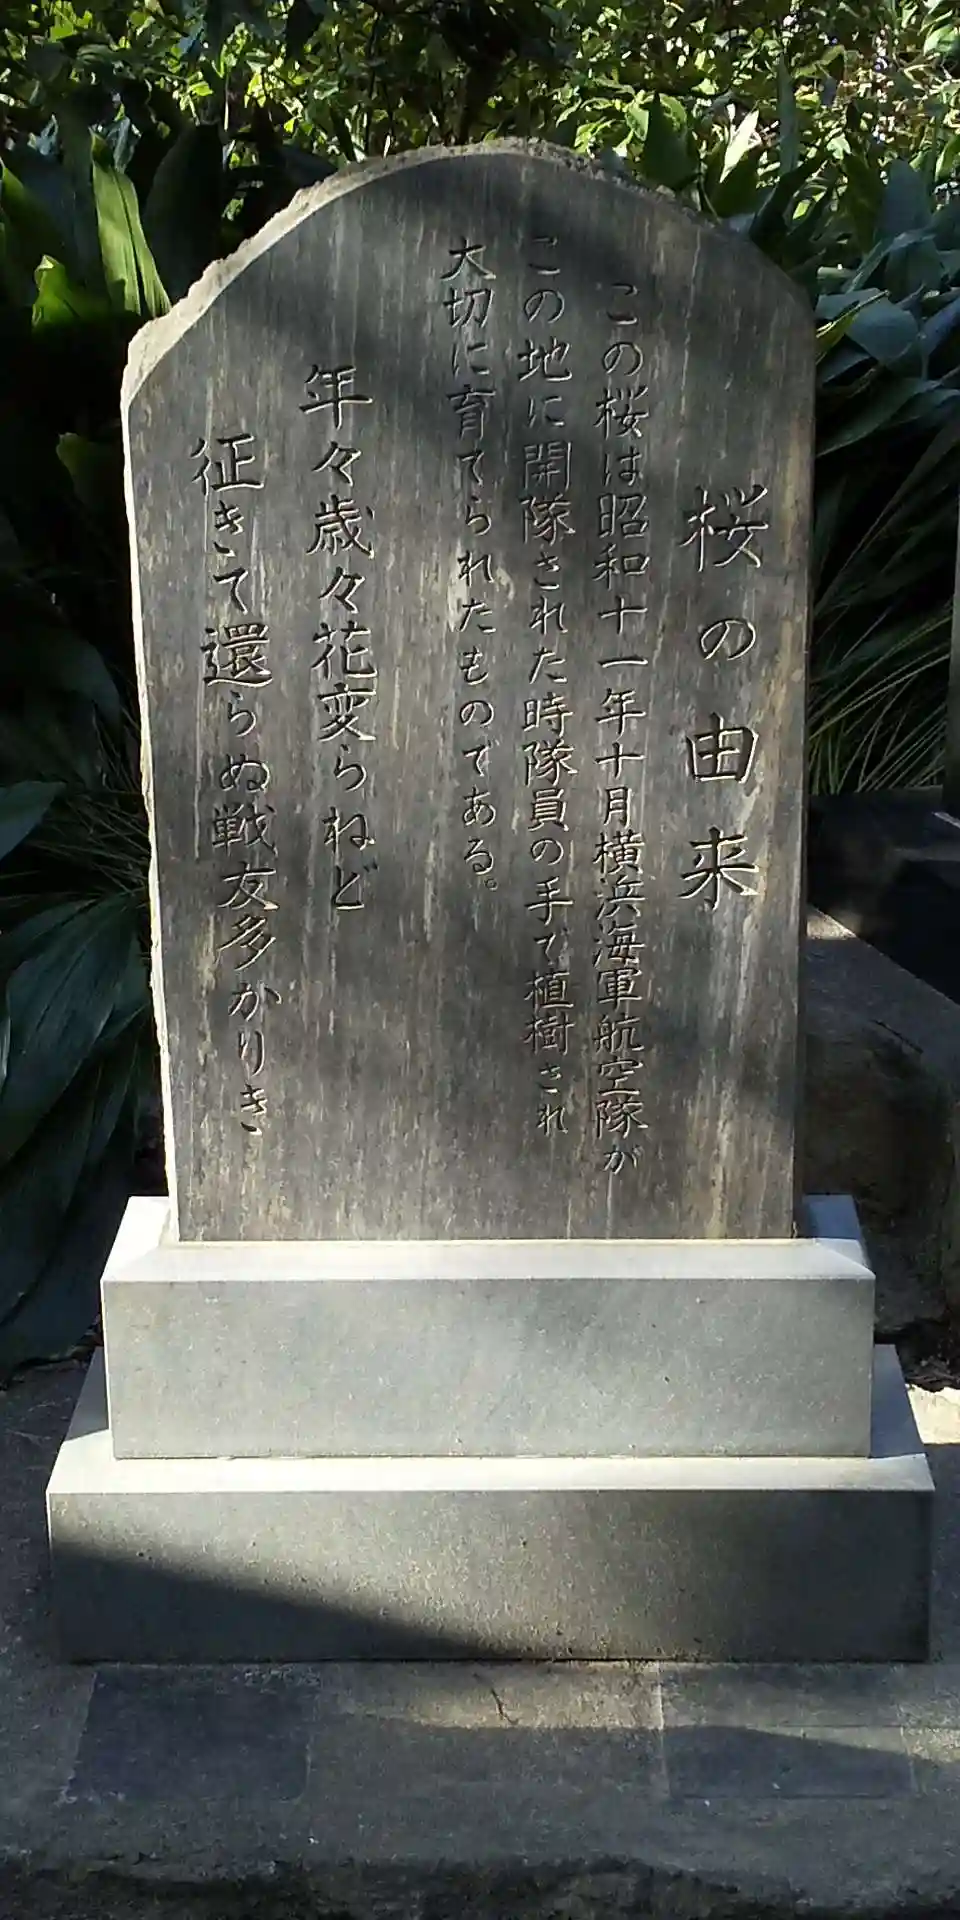 桜の由来
この桜は昭和十一年十月横浜海軍航空隊が
この地に開隊された時隊員の手で植樹され
大切に育てられたものである。
年々歳々花変らねど
征きて還らぬ戦友多かりき